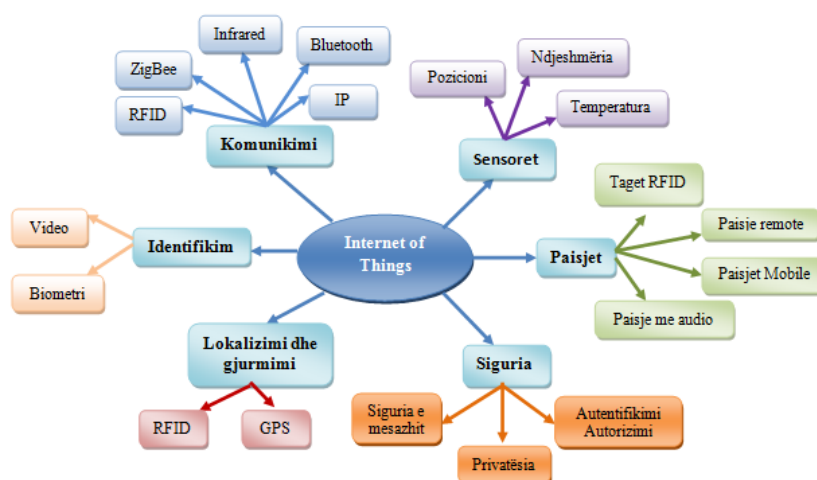 Infrared
Bluetooth
ZigBee
RFID
IP
Komunikimi
Pozicioni
Ndjeshmëria
Temperatura
Sensoret
Taget RFID
Paisje remote
Paisjet Mobile
Paisje me audio
Paisjet
Internet of
Things
Video
Biometri
Identifikim
Lokalizimi dhe
gjurmimi
RFID
GPS
Siguria
Siguria e
mesazhit
Privatësia
Autentifikimi
Autorizimi